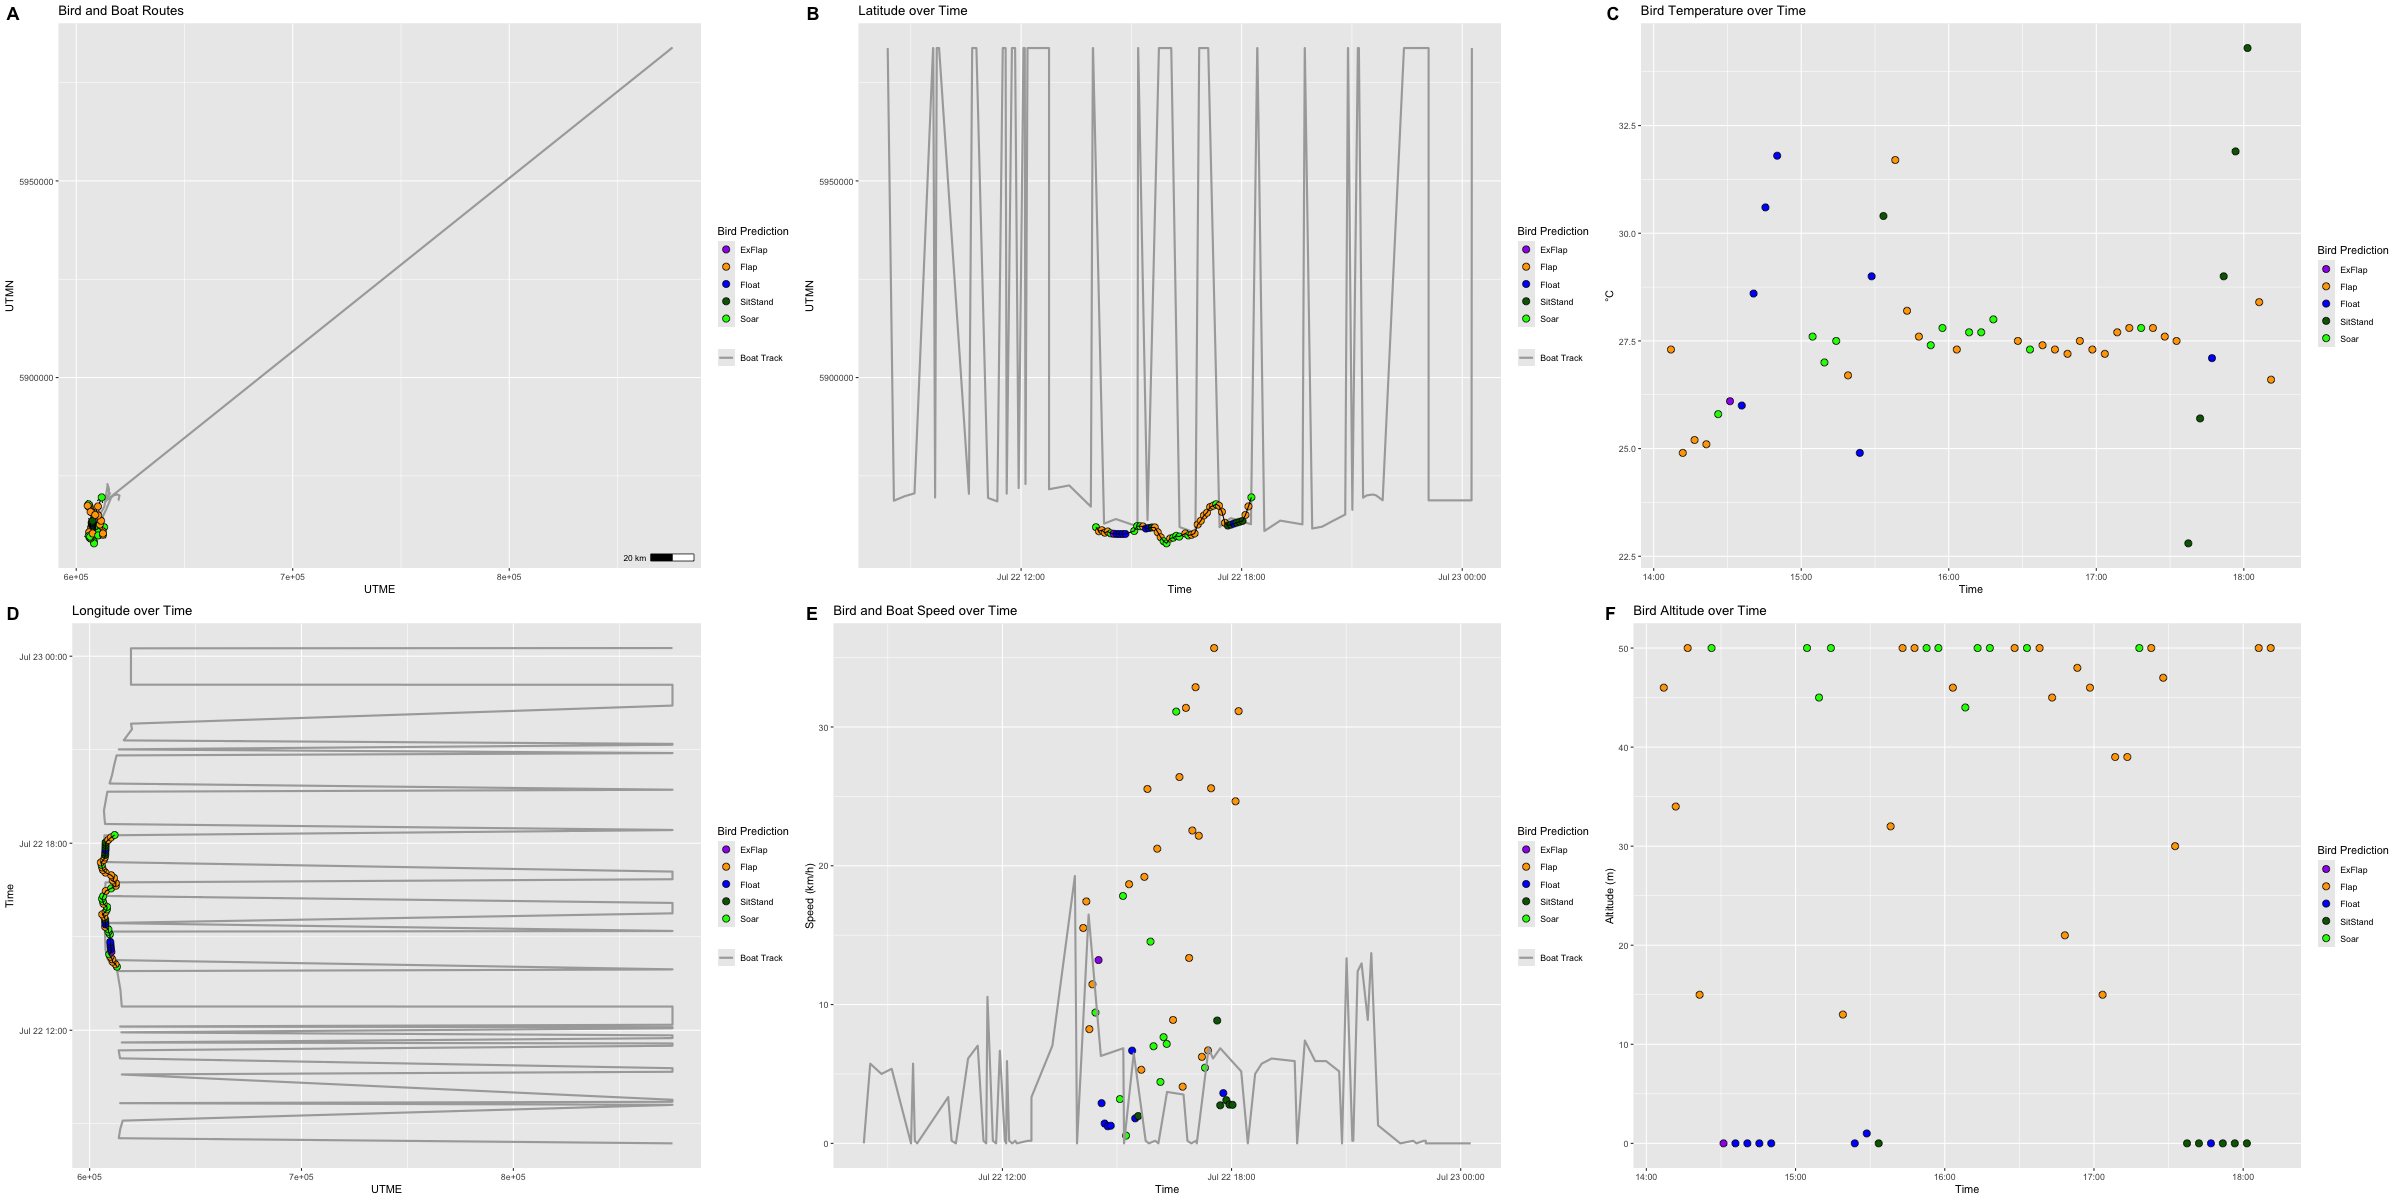 A Bird and Boat Routes
5950000
5900000
UTMN
6e+05 7e+05 8e+05
UTME
20 km
Bird Prediction
ExFlap
Flap
Float
SitStand
Soar
Boat Track
B Latitude over Time
5950000
5900000
UTMN
Jul 22 12:00 Jul 22 18:00 Jul 23 00:00
Time
Bird Prediction
ExFlap
Flap
Float
SitStand
Soar
Boat Track
C Bird Temperature over Time
32.5
30.0
27.5
25.0
22.5
°C
14:00 15:00 16:00 17:00 18:00
Time
Bird Prediction
ExFlap
Flap
Float
SitStand
Soar
D Longitude over Time
Jul 23 00:00
Jul 22 18:00
Jul 22 12:00
Time
6e+05 7e+05 8e+05
UTME
Bird Prediction
ExFlap
Flap
Float
SitStand
Soar
Boat Track
E Bird and Boat Speed over Time
30
20
10
0
Speed (km/h)
Jul 22 12:00 Jul 22 18:00 Jul 23 00:00
Time
Bird Prediction
ExFlap
Flap
Float
SitStand
Soar
Boat Track
F Bird Altitude over Time
50
40
30
20
10
0
Altitude (m)
14:00 15:00 16:00 17:00 18:00
Time
Bird Prediction
ExFlap
Flap
Float
SitStand
Soar